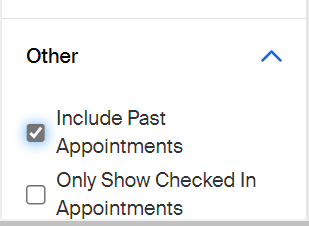 Other
Include Past
Appointments
Only Show Checked In
Appointments